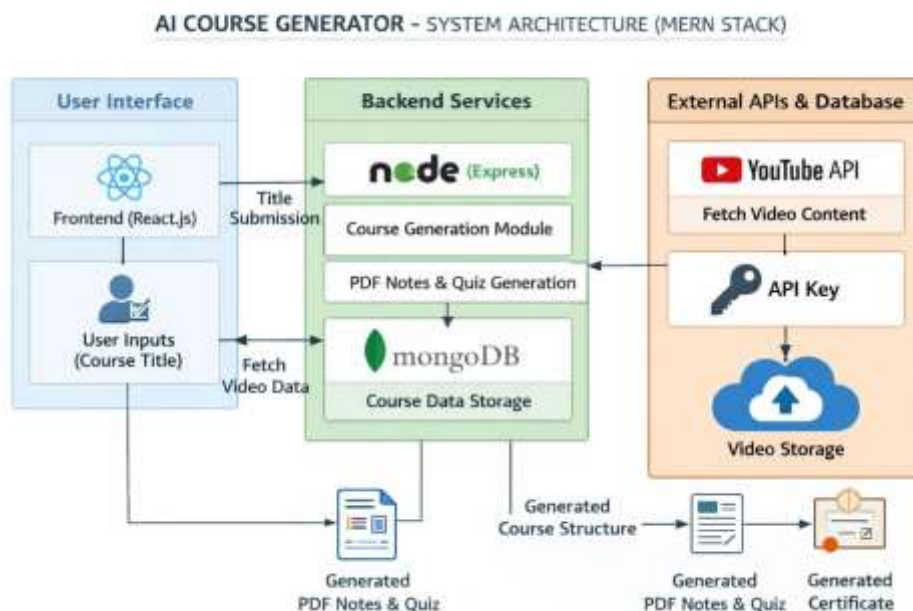 AI COURSE GENERATOR – SYSTEM ARCHITECTURE (MERN STACK)
User Interface
Frontend (React.js)
User Inputs
(Course Title)
Title
Submission
Fetch
Video Data
Backend Services
node (Express)
Course Generation Module
PDF Notes & Quiz Generation
mongoDB
Course Data Storage
External APIs & Database
YouTube API
Fetch Video Content
API Key
Video Storage
Generated
PDF Notes & Quiz
Generated
Course Structure
Generated
PDF Notes & Quiz
Generated
Certificate